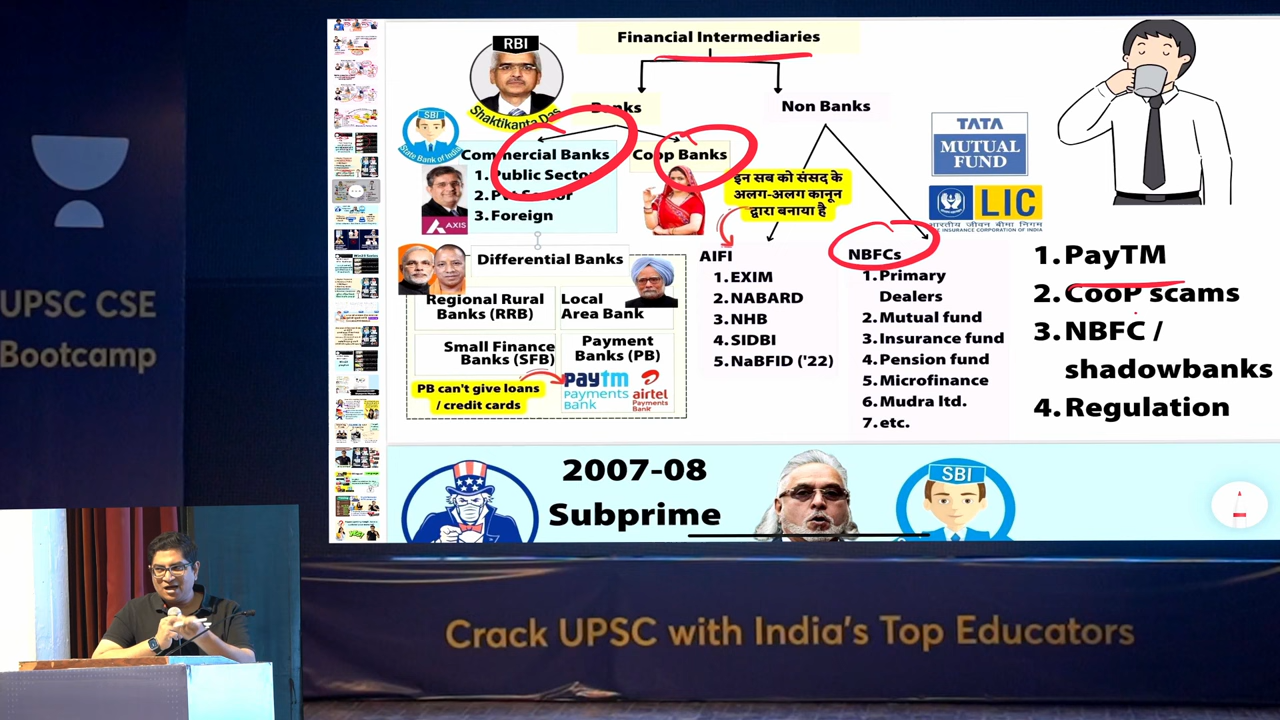 UPSC CSE
Bootcamp
Financial Intermediaries
RBI
Shaktikanta Das
Banks
Non Banks
SBI
State Bank of India
Commercial Banks
1. Public Sector
2. Pvt Sector
3. Foreign
AXIS
Coop Banks
इन सब को संसद के
अलग-अलग कानून
द्वारा बनाया है
TATA
MUTUAL
FUND
LIC
भारतीय जीवन बीमा निगम
INSURANCE CORPORATION OF INDIA
Differential Banks
Regional Rural
Banks (RRB)
Local
Area Bank
Small Finance
Banks (SFB)
Payment
Banks (PB)
PB can't give loans
/ credit cards
paytm
payments
Bank
airtel
Payments
Bank
AIFI
1. EXIM
2. NABARD
3. NHB
4. SIDBI
5. NaBFID ('22)
NBFCs
1. Primary
Dealers
2. Mutual fund
3. Insurance fund
4. Pension fund
5. Microfinance
6. Mudra ltd.
7. etc.
1. PayTM
2. CooP scams
3. NBFC /
shadowbanks
4. Regulation
2007-08
Subprime
SBI
Crack UPSC with India's Top Educators